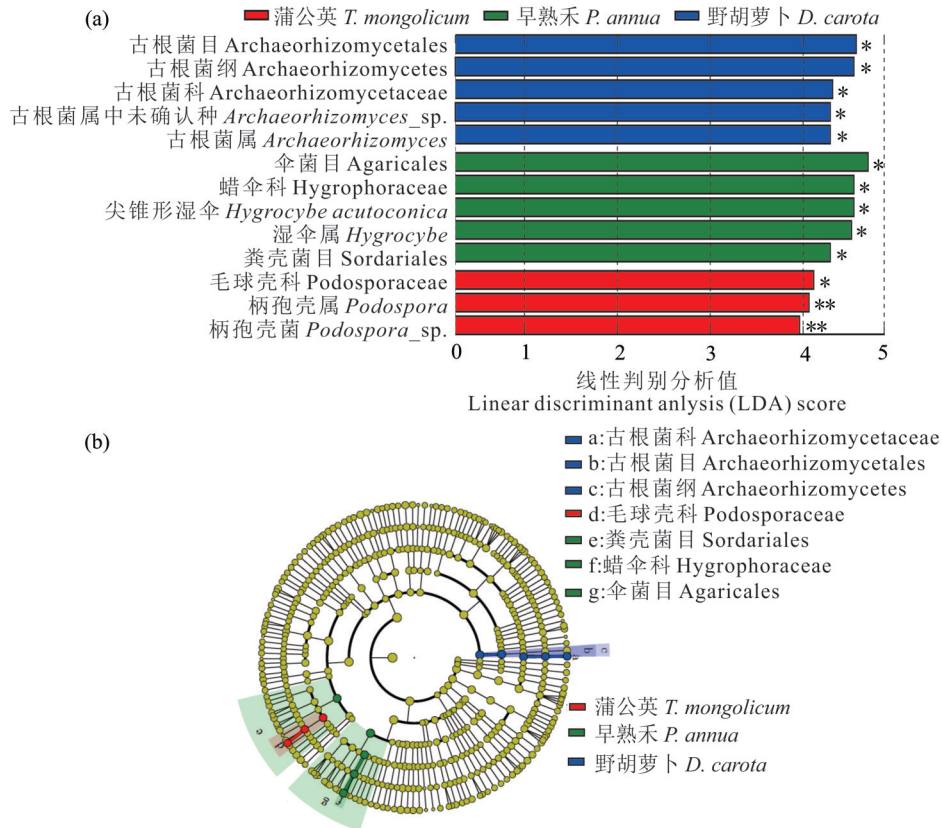 (a)
蒲公英 T. mongolicum 早熟禾 P. annua 野胡萝卜 D. carota
古根菌目 Archaeorhizomycetales *
古根菌纲 Archaeorhizomycetes *
古根菌科 Archaeorhizomycetaceae *
古根菌属中未确认种 Archaeorhizomyces_sp. *
古根菌属 Archaeorhizomyces *
伞菌目 Agaricales *
蜡伞科 Hygrophoraceae *
尖锥形湿伞 Hygrocybe acutoconica *
湿伞属 Hygrocybe *
粪壳菌目 Sordariales *
毛球壳科 Podosporaceae *
柄孢壳属 Podospora **
柄孢壳菌 Podospora_sp. **
0 1 2 3 4 5
线性判别分析值
Linear discriminant anlysis (LDA) score
(b)
a:古根菌科 Archaeorhizomycetaceae
b:古根菌目 Archaeorhizomycetales
c:古根菌纲 Archaeorhizomycetes
d:毛球壳科 Podosporaceae
e:粪壳菌目 Sordariales
f:蜡伞科 Hygrophoraceae
g:伞菌目 Agaricales
a b c
e d
g f
蒲公英 T. mongolicum
早熟禾 P. annua
野胡萝卜 D. carota